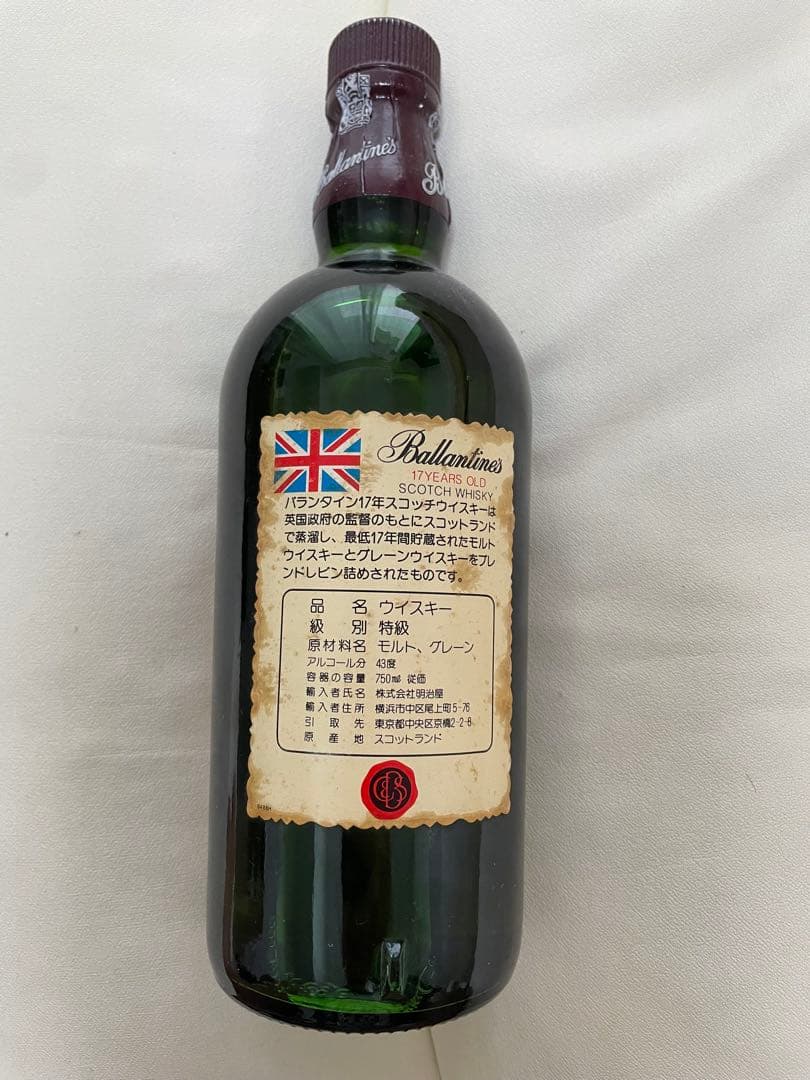 Ballantine's
Ballantine's
17 YEARS OLD
SCOTCH WHISKY
バランタイン17年スコッチウイスキーは
英国政府の監督のもとにスコットランド
で蒸溜し、最低17年間貯蔵されたモルト
ウイスキーとグレーンウイスキーをブレ
ンドレビン詰めされたものです。
品名 ウイスキー
級別 特級
原材料名 モルト、グレーン
アルコール分 43度
容器の容量 750㎖ 従価
輸入者氏名 株式会社明治屋
輸入者住所 横浜市中区尾上町5-76
引取先 東京都中央区京橋2-2-8
原産地 スコットランド